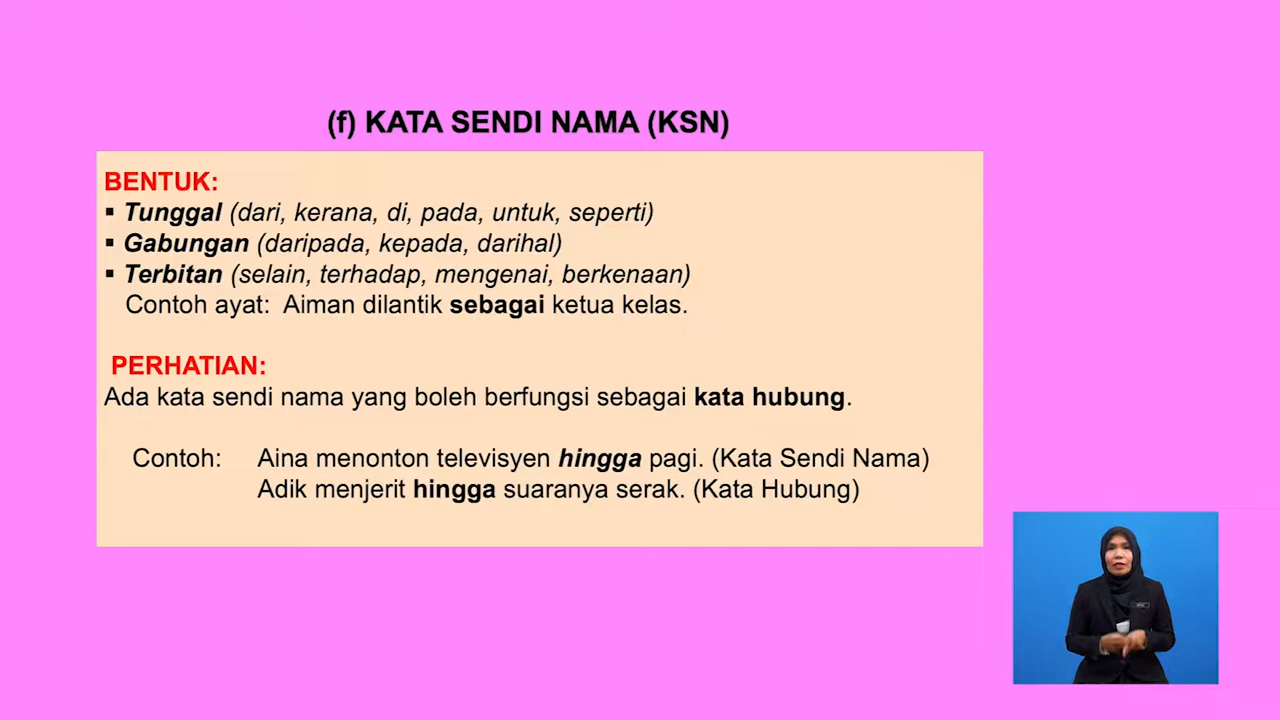 (f) KATA SENDI NAMA (KSN)
BENTUK:
▪ Tunggal (dari, kerana, di, pada, untuk, seperti)
▪ Gabungan (daripada, kepada, darihal)
▪ Terbitan (selain, terhadap, mengenai, berkenaan)
Contoh ayat: Aiman dilantik sebagai ketua kelas.
PERHATIAN:
Ada kata sendi nama yang boleh berfungsi sebagai kata hubung.
Contoh: Aina menonton televisyen hingga pagi. (Kata Sendi Nama)
Adik menjerit hingga suaranya serak. (Kata Hubung)